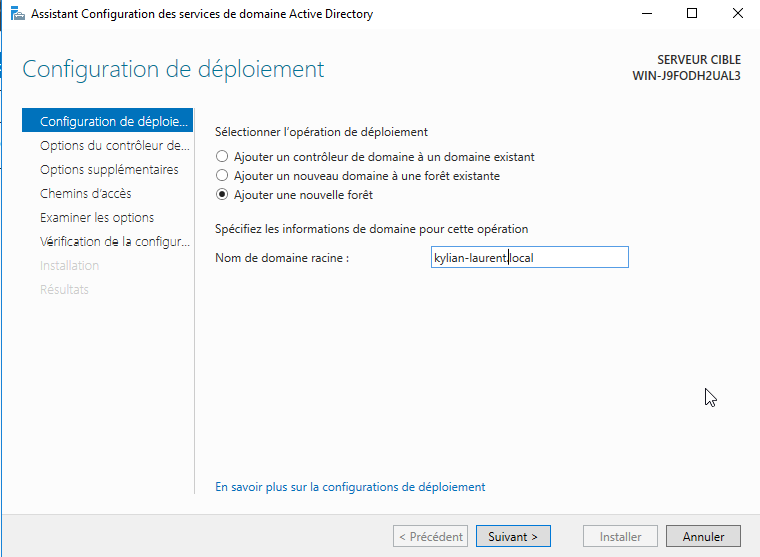 Assistant Configuration des services de domaine Active Directory
Configuration de déploiement
SERVEUR CIBLE
WIN-J9FODH2UAL3
Configuration de déploie...
Options du contrôleur de...
Options supplémentaires
Chemins d'accès
Examiner les options
Vérification de la configur...
Installation
Résultats
Sélectionner l'opération de déploiement
Ajouter un contrôleur de domaine à un domaine existant
Ajouter un nouveau domaine à une forêt existante
Ajouter une nouvelle forêt
Spécifiez les informations de domaine pour cette opération
Nom de domaine racine :
kylian-laurent.local
En savoir plus sur la configurations de déploiement
< Précédent
Suivant >
Installer
Annuler